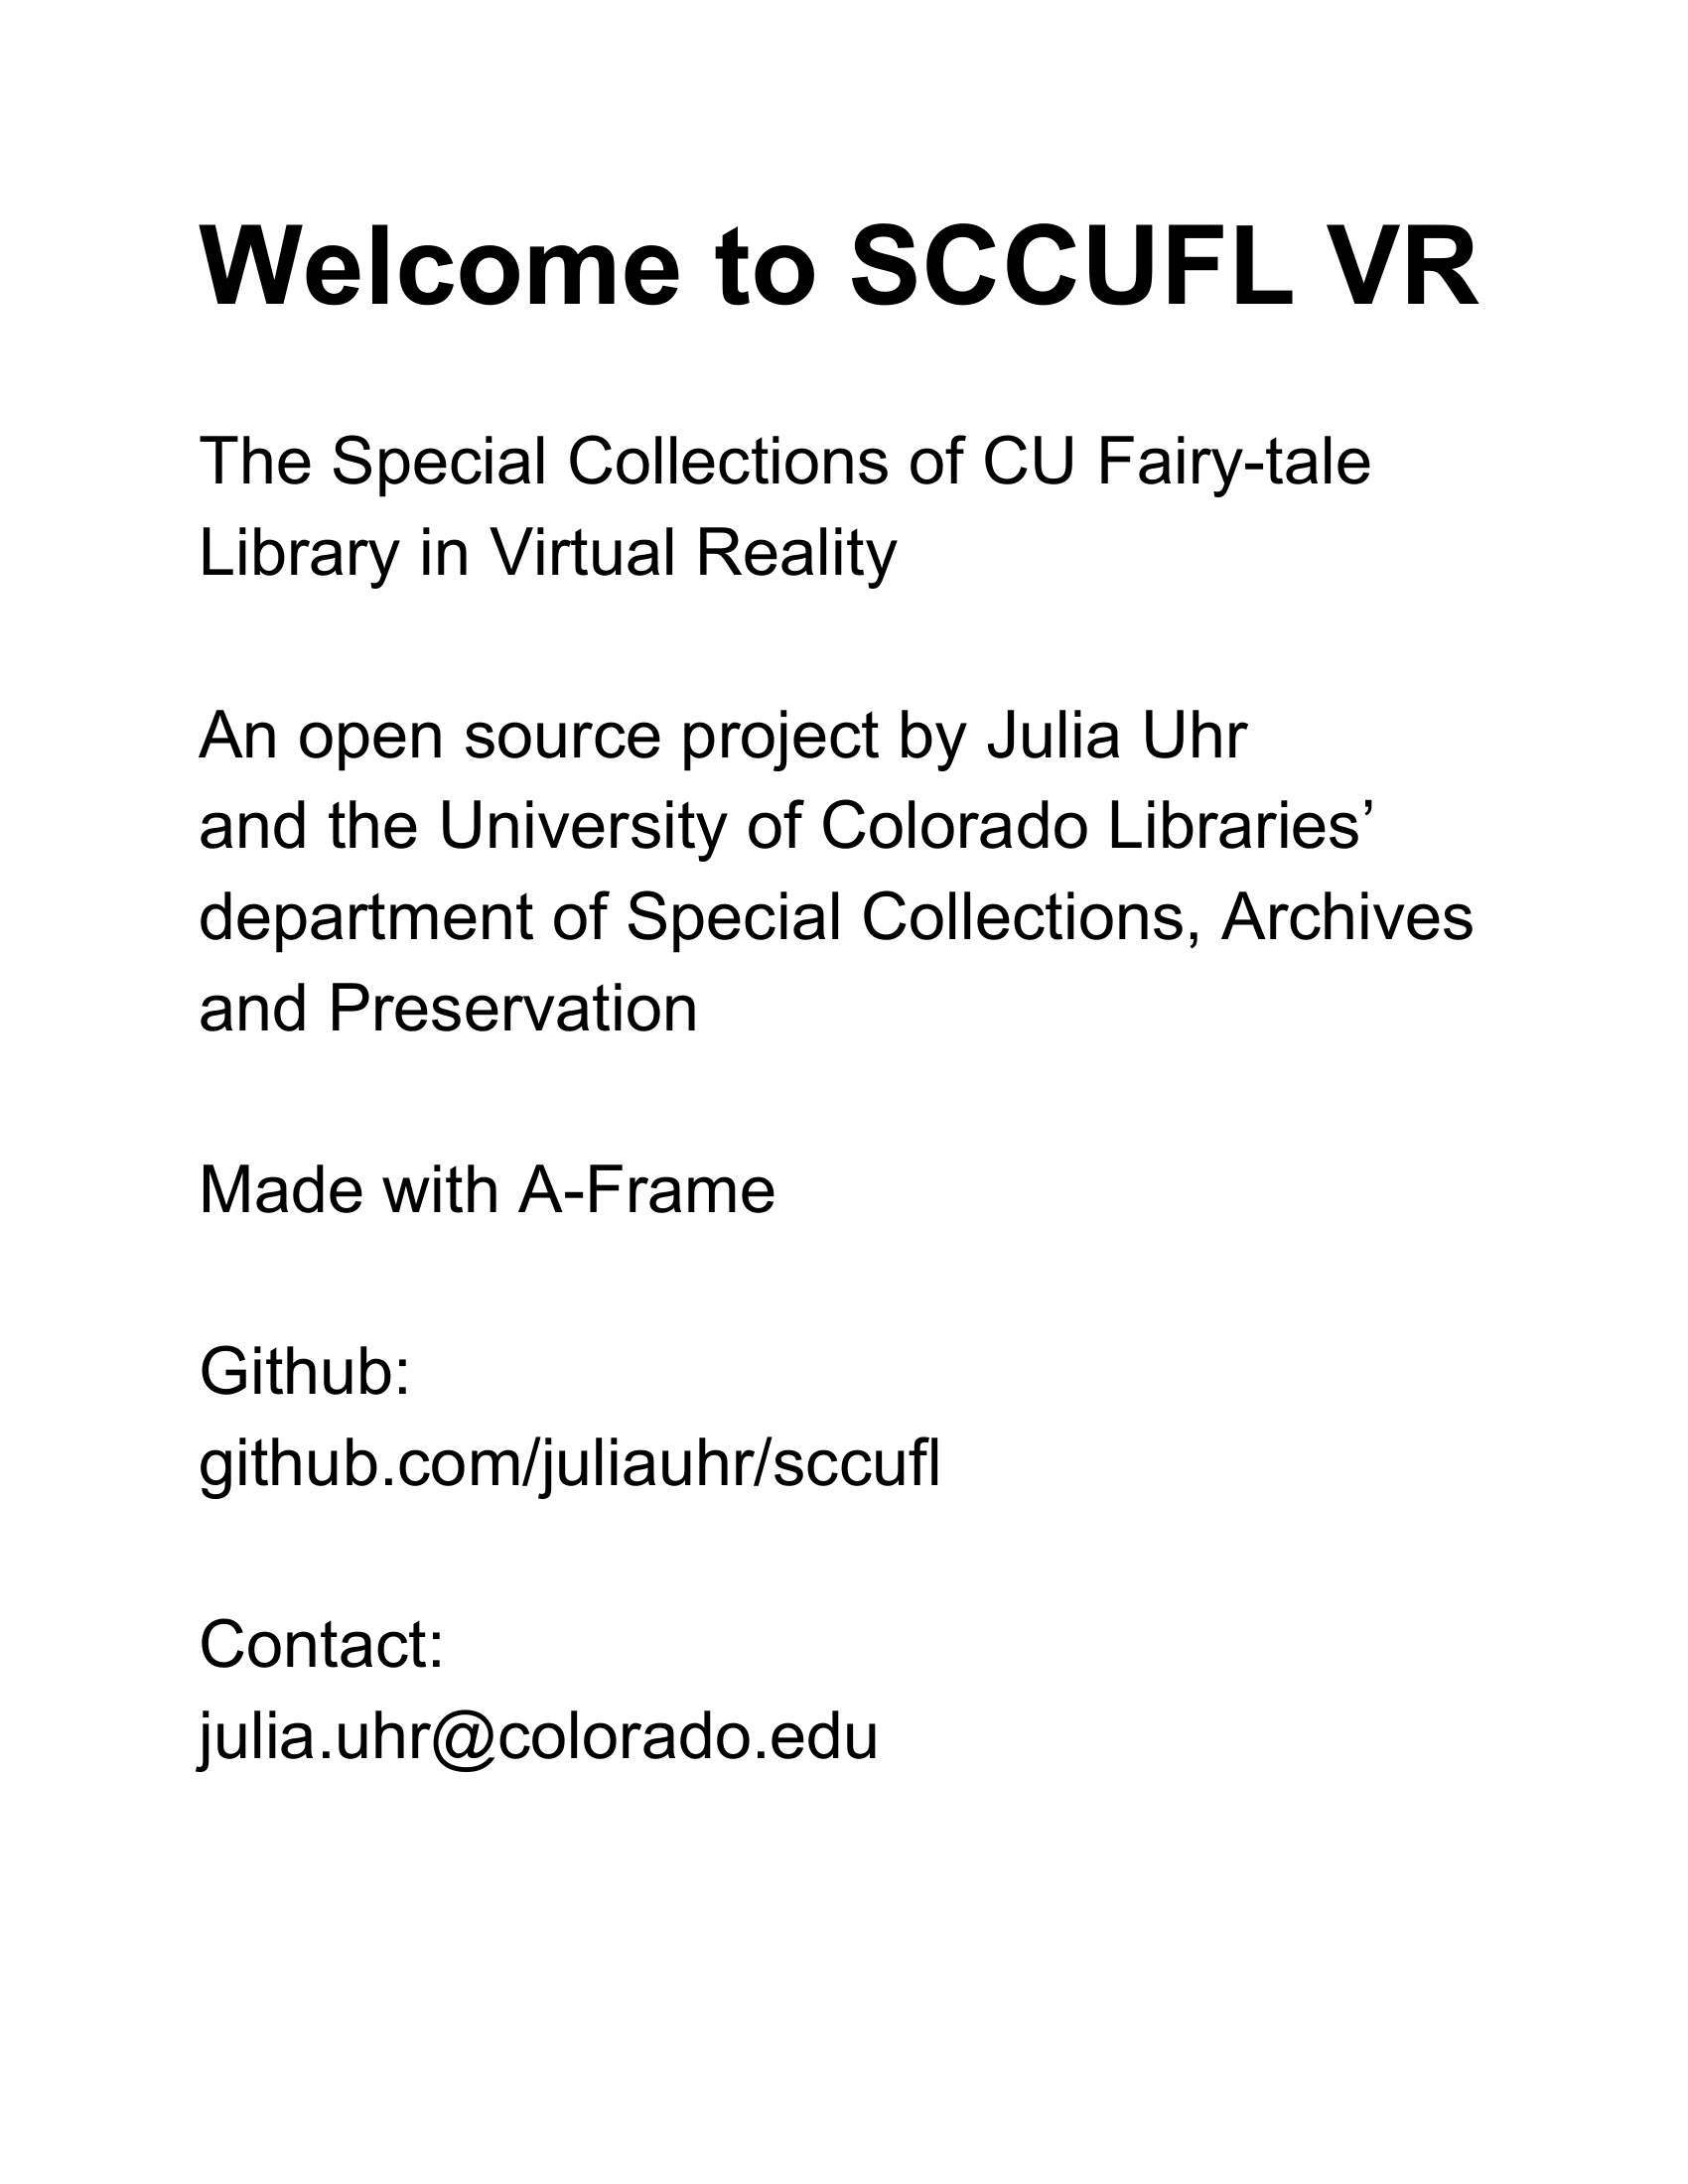 Welcome to SCCUFL VR
The Special Collections of CU Fairy-tale
Library in Virtual Reality
An open source project by Julia Uhr
and the University of Colorado Libraries’
department of Special Collections, Archives
and Preservation
Made with A-Frame
Github:
github.com/juliauhr/sccufl
Contact:
julia.uhr@colorado.edu